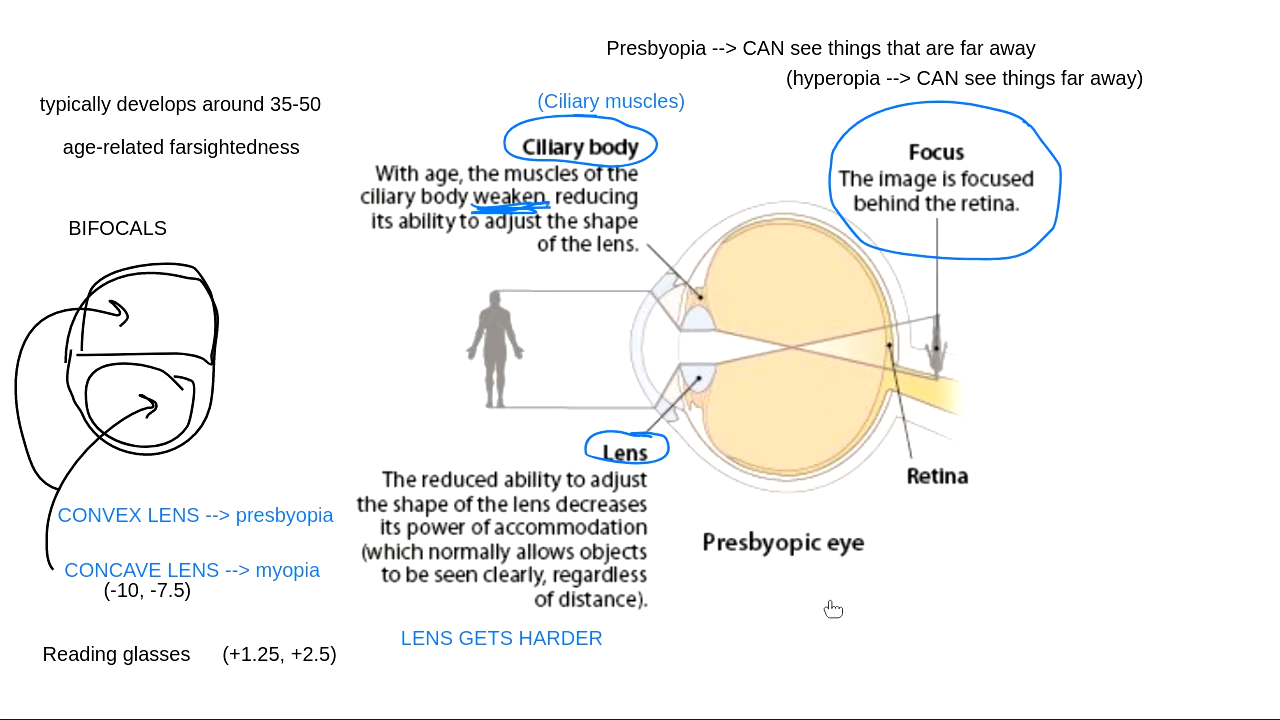 Presbyopia --> CAN see things that are far away
(hyperopia --> CAN see things far away)
typically develops around 35-50
age-related farsightedness
BIFOCALS
CONVEX LENS --> presbyopia
CONCAVE LENS --> myopia
(-10, -7.5)
Reading glasses (+1.25, +2.5)
(Ciliary muscles)
Ciliary body
With age, the muscles of the
ciliary body weaken, reducing
its ability to adjust the shape
of the lens.
Lens
The reduced ability to adjust
the shape of the lens decreases
its power of accommodation
(which normally allows objects
to be seen clearly, regardless
of distance).
LENS GETS HARDER
Focus
The image is focused
behind the retina.
Retina
Presbyopic eye